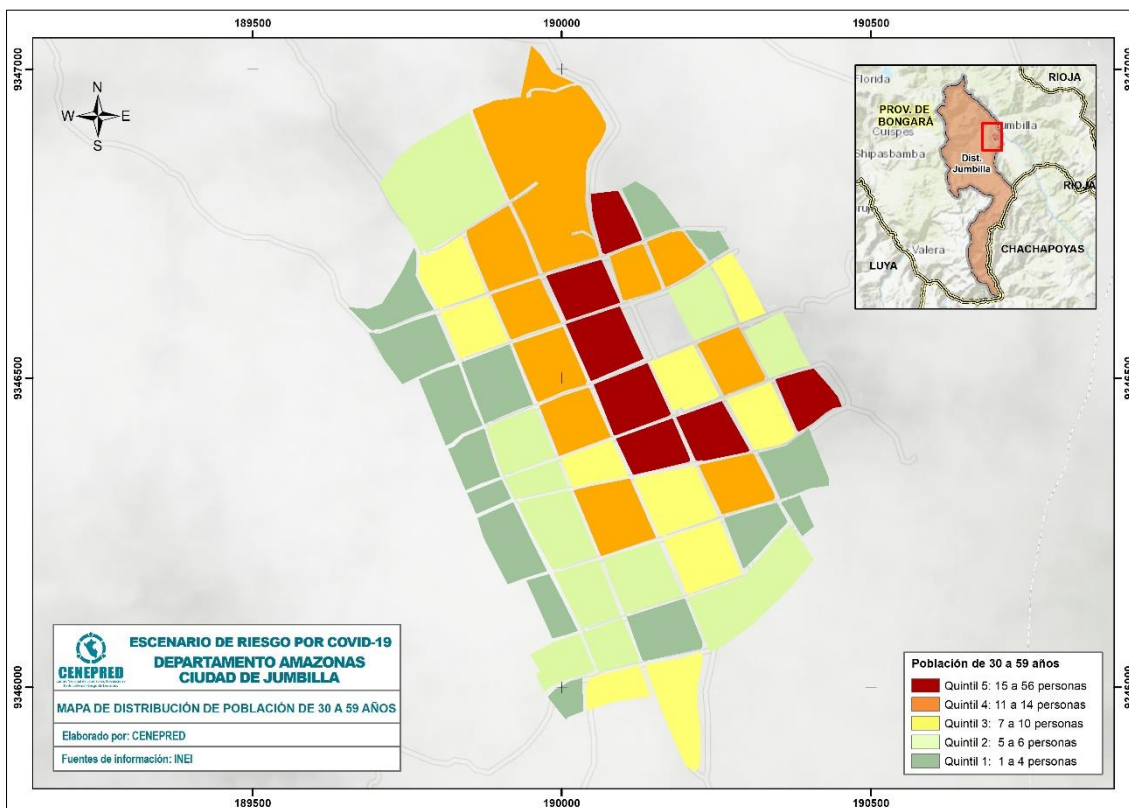 189500
190000
190500
9347000
9347000
N
W E
S
Florida
RIOJA
PROV. DE
BONGARÁ
Jumbilla
Cuispes
Shipasbamba
Dist.
Jumbilla
RIOJA
Valera
CHACHAPOYAS
LUYA
9346500
9346500
ESCENARIO DE RIESGO POR COVID-19
DEPARTAMENTO AMAZONAS
CIUDAD DE JUMBILLA
CENEPRED
MAPA DE DISTRIBUCIÓN DE POBLACIÓN DE 30 A 59 AÑOS
Elaborado por: CENEPRED
Fuentes de información: INEI
9346000
9346000
Población de 30 a 59 años
Quintil 5: 15 a 56 personas
Quintil 4: 11 a 14 personas
Quintil 3: 7 a 10 personas
Quintil 2: 5 a 6 personas
Quintil 1: 1 a 4 personas
189500
190000
190500